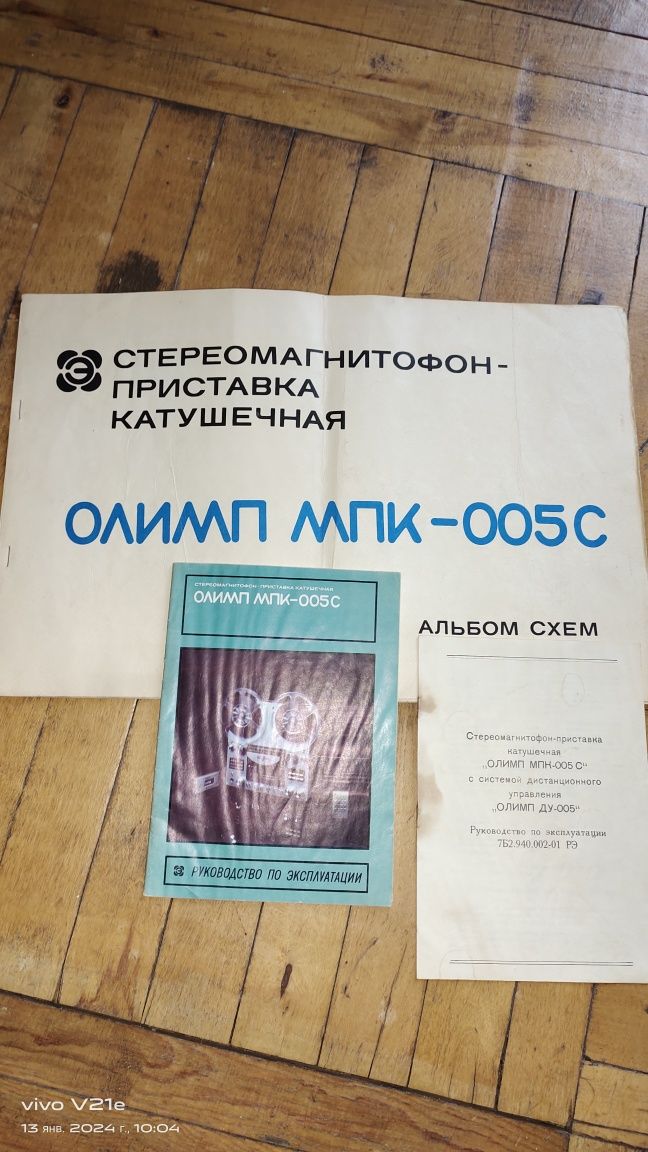 СТЕРЕОМАГНИТОФОН-
ПРИСТАВКА
КАТУШЕЧНАЯ
ОЛИМП МПК-005С
АЛЬБОМ СХЕМ
СТЕРЕОМАГНИТОФОН-ПРИСТАВКА КАТУШЕЧНАЯ
ОЛИМП МПК-005С
РУКОВОДСТВО ПО ЭКСПЛУАТАЦИИ
Стереомагнитофон-приставка
катушечная
„ОЛИМП МПК-005 С"
с системой дистанционного
управления
„ОЛИМП ДУ-005"
Руководство по эксплуатации
7Б2.940.002-01 РЭ
vivo V21e
13 янв. 2024 г., 10:04